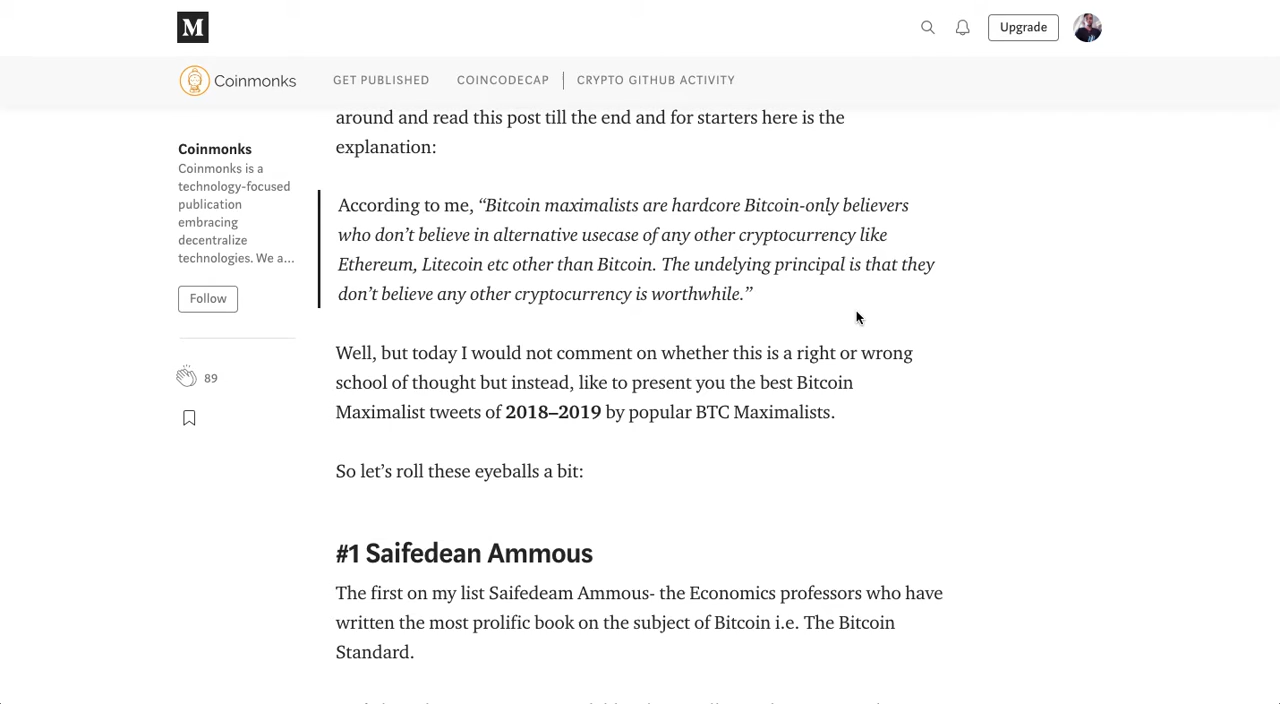 M
Upgrade
Coinmonks
GET PUBLISHED
COINCODECAP
CRYPTO GITHUB ACTIVITY
Coinmonks
Coinmonks is a
technology-focused
publication
embracing
decentralize
technologies. We a...
Follow
89
around and read this post till the end and for starters here is the
explanation:
According to me, “Bitcoin maximalists are hardcore Bitcoin-only believers
who don’t believe in alternative usecase of any other cryptocurrency like
Ethereum, Litecoin etc other than Bitcoin. The undelying principal is that they
don’t believe any other cryptocurrency is worthwhile.”
Well, but today I would not comment on whether this is a right or wrong
school of thought but instead, like to present you the best Bitcoin
Maximalist tweets of 2018–2019 by popular BTC Maximalists.
So let’s roll these eyeballs a bit:
#1 Saifedean Ammous
The first on my list Saifedeam Ammous- the Economics professors who have
written the most prolific book on the subject of Bitcoin i.e. The Bitcoin
Standard.